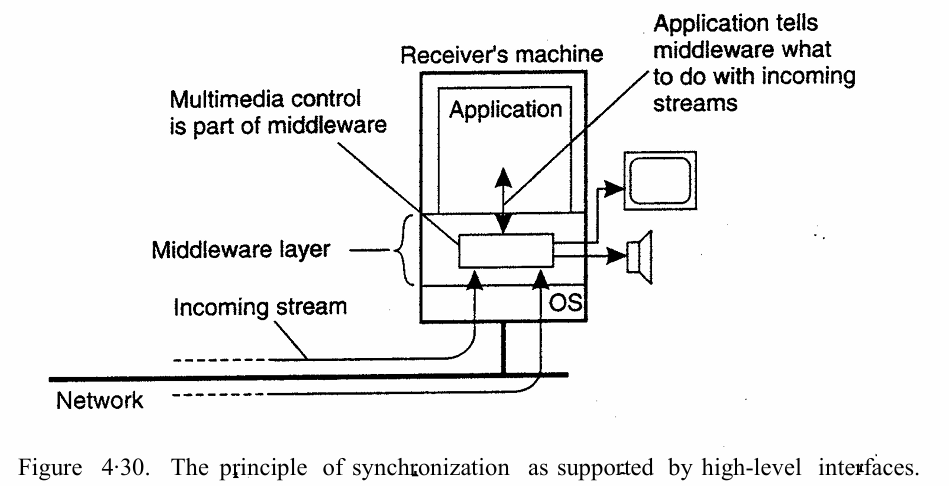 Receiver's machine
Application tells
middleware what
to do with incoming
streams
Multimedia control
is part of middleware
Application
Middleware layer
OS
Incoming stream
Network
Figure 4·30. The principle of synchronization as supported by high-level interfaces.